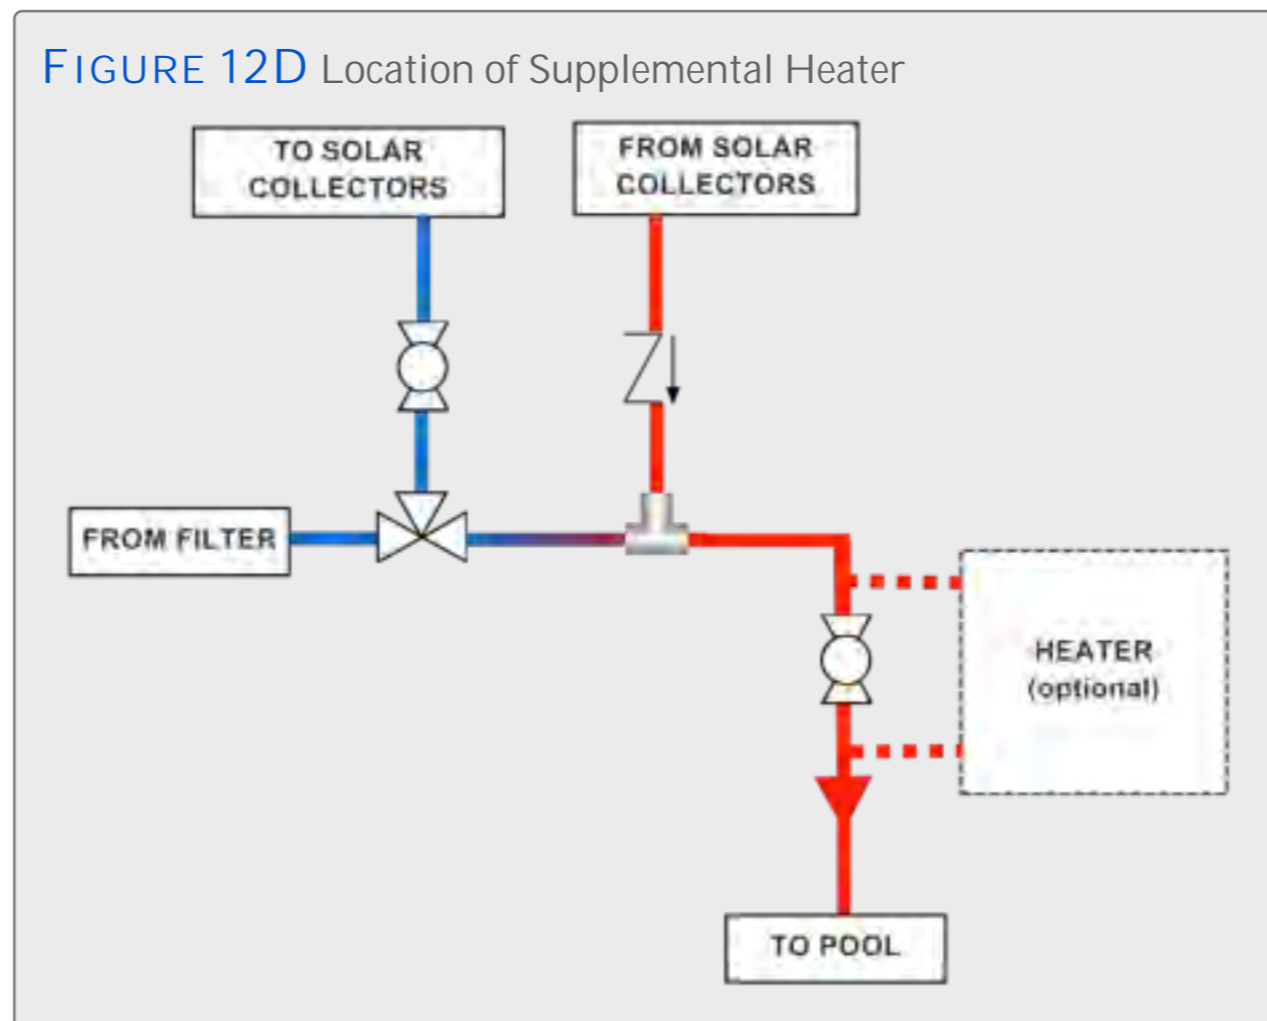 FIGURE 12D Location of Supplemental Heater
TO SOLAR
COLLECTORS
FROM SOLAR
COLLECTORS
FROM FILTER
HEATER
(optional)
TO POOL